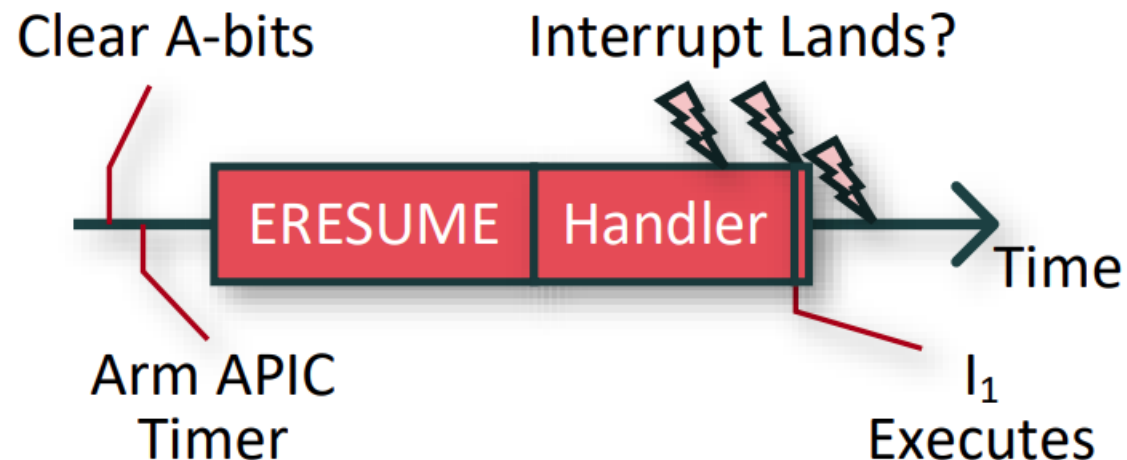 Clear A-bits
Interrupt Lands?
ERESUME
Handler
Time
Arm APIC
Timer
I₁
Executes